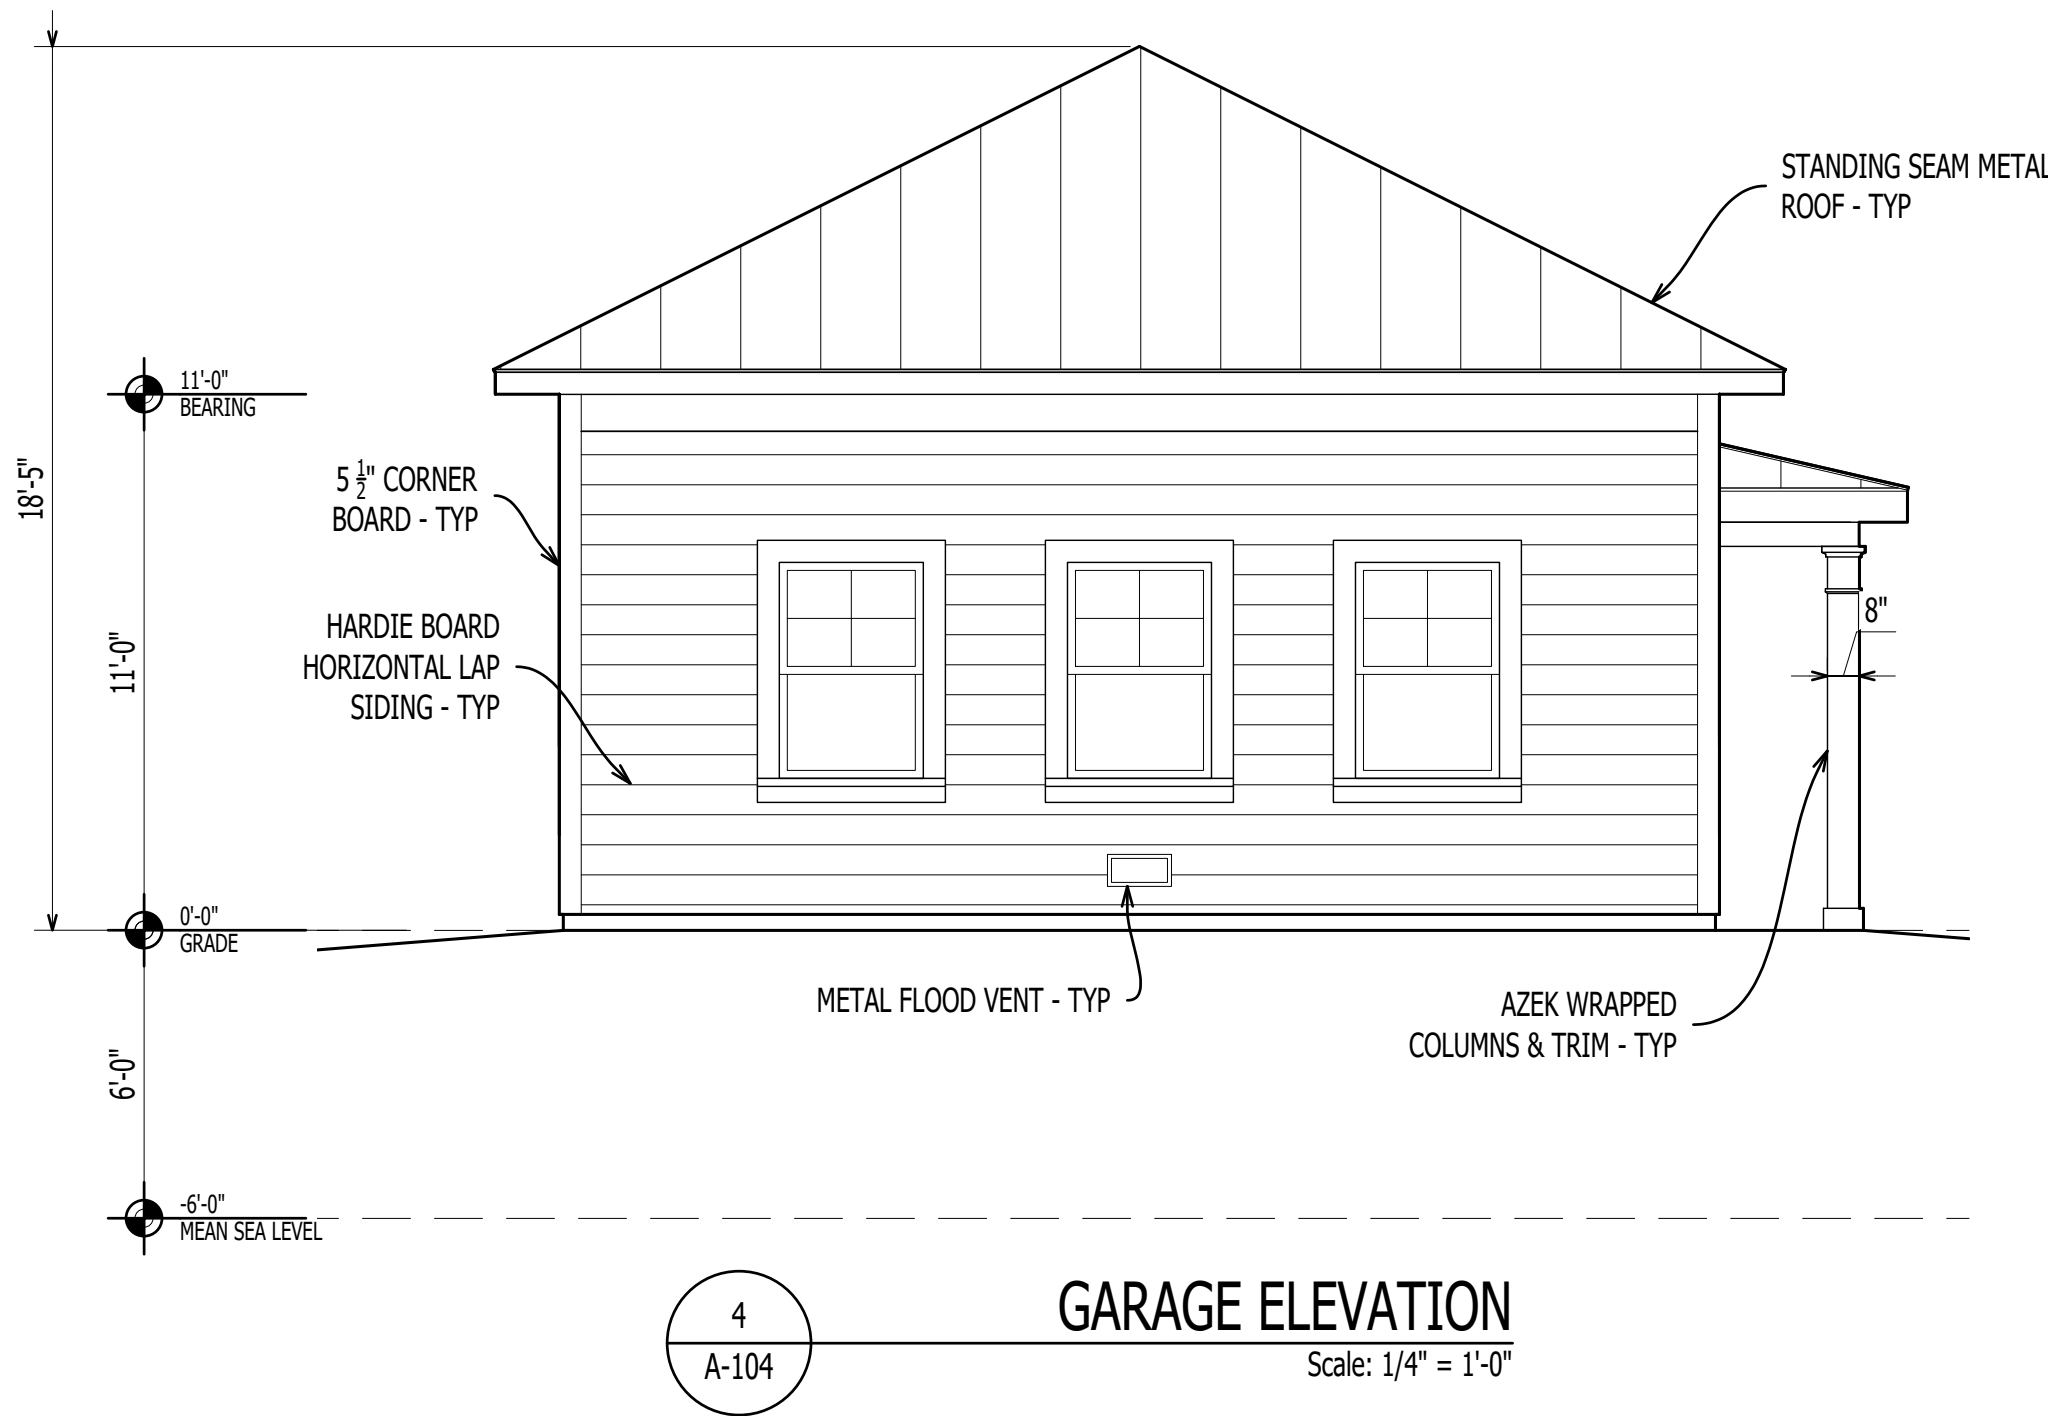 STANDING SEAM METAL
ROOF - TYP
11'-0"
BEARING
18'-5"
5 1/2" CORNER
BOARD - TYP
8"
HARDIE BOARD
HORIZONTAL LAP
SIDING - TYP
11'-0"
0'-0"
GRADE
METAL FLOOD VENT - TYP
AZEK WRAPPED
COLUMNS & TRIM - TYP
6'-0"
-6'-0"
MEAN SEA LEVEL
4
A-104
GARAGE ELEVATION
Scale: 1/4" = 1'-0"